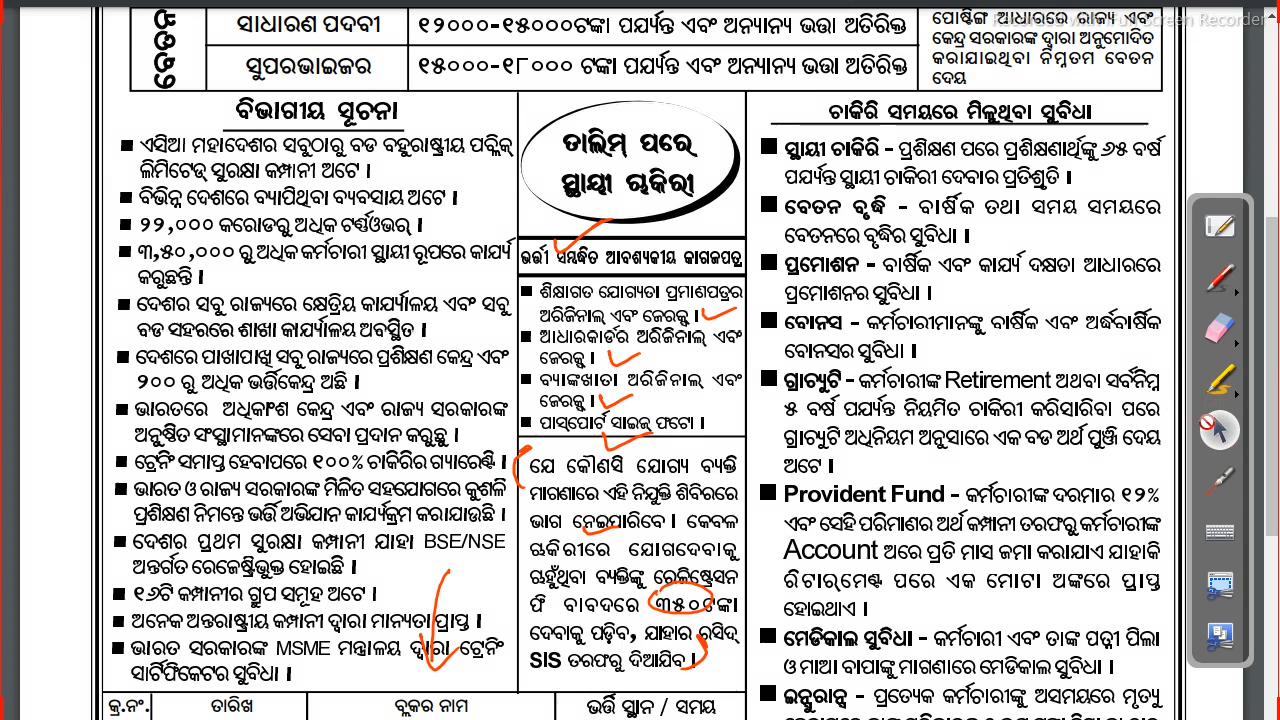 ବେତନ
ସାଧାରଣ ପଦବୀ
୧୨୦୦୦-୧୫୦୦୦ଟଙ୍କା ପର୍ଯ୍ୟନ୍ତ ଏବଂ ଅନ୍ୟାନ୍ୟ ଭତ୍ତା ଅତିରିକ୍ତ
ସୁପରଭାଇଜର
୧୫୦୦୦-୧୮୦୦୦ ଟଙ୍କା ପର୍ଯ୍ୟନ୍ତ ଏବଂ ଅନ୍ୟାନ୍ୟ ଭତ୍ତା ଅତିରିକ୍ତ
ପୋଷ୍ଟିଙ୍ଗ ଆଧାରରେ ରାଜ୍ୟ ଏବଂ
କେନ୍ଦ୍ର ସରକାରଙ୍କ ଦ୍ୱାରା ଅନୁମୋଦିତ
କରାଯାଇଥିବା ନିମ୍ନତମ ବେତନ
ଦେୟ
Screen Recorder
ବିଭାଗୀୟ ସୂଚନା
■ ଏସିଆ ମହାଦେଶର ସବୁଠାରୁ ବଡ ବହୁରାଷ୍ଟ୍ରୀୟ ପବ୍ଲିକ୍
ଲିମିଟେଡ୍ ସୁରକ୍ଷା କମ୍ପାନୀ ଅଟେ ।
■ ବିଭିନ୍ନ ଦେଶରେ ବ୍ୟାପିଥିବା ବ୍ୟବସାୟ ଅଟେ ।
■ ୨୨,୦୦୦ କରୋଡରୁ ଅଧିକ ଟର୍ଣ୍ଣଓଭର୍ ।
■ ୩,୫୦,୦୦୦ ରୁ ଅଧିକ କର୍ମଚାରୀ ସ୍ଥାୟୀ ରୂପରେ କାର୍ଯ୍ୟ
କରୁଛନ୍ତି ।
■ ଦେଶର ସବୁ ରାଜ୍ୟରେ କ୍ଷେତ୍ରିୟ କାର୍ଯ୍ୟାଳୟ ଏବଂ ସବୁ
ବଡ ସହରରେ ଶାଖା କାର୍ଯ୍ୟାଳୟ ଅବସ୍ଥିତ ।
■ ଦେଶରେ ପାଖାପାଖି ସବୁ ରାଜ୍ୟରେ ପ୍ରଶିକ୍ଷଣ କେନ୍ଦ୍ର ଏବଂ
୨୦୦ ରୁ ଅଧିକ ଭର୍ତ୍ତିକେନ୍ଦ୍ର ଅଛି ।
■ ଭାରତରେ ଅଧିକାଂଶ କେନ୍ଦ୍ର ଏବଂ ରାଜ୍ୟ ସରକାରଙ୍କ
ଅନୁଷ୍ଠିତ ସଂସ୍ଥାମାନଙ୍କରେ ସେବା ପ୍ରଦାନ କରୁଛୁ ।
■ ଟ୍ରେନିଂ ସମାପ୍ତ ହେବାପରେ ୧୦୦% ଚାକିରିର ଗ୍ୟାରେଣ୍ଟି ।
■ ଭାରତ ଓ ରାଜ୍ୟ ସରକାରଙ୍କ ମିଳିତ ସହଯୋଗରେ କୁଶଳି
ପ୍ରଶିକ୍ଷଣ ନିମନ୍ତେ ଭର୍ତ୍ତି ଅଭିଯାନ କାର୍ଯ୍ୟକ୍ରମ କରାଯାଉଛି ।
■ ଦେଶର ପ୍ରଥମ ସୁରକ୍ଷା କମ୍ପାନୀ ଯାହା BSE/NSE
ଅନ୍ତର୍ଗତ ରେଜେଷ୍ଟ୍ରିଭୁକ୍ତ ହୋଇଛି ।
■ ୧୬ଟି କମ୍ପାନୀର ଗ୍ରୁପ ସମୂହ ଅଟେ ।
■ ଅନେକ ଅନ୍ତରାଷ୍ଟ୍ରୀୟ କମ୍ପାନୀ ଦ୍ୱାରା ମାନ୍ୟତା ପ୍ରାପ୍ତ ।
■ ଭାରତ ସରକାରଙ୍କ MSME ମନ୍ତ୍ରାଳୟ ଦ୍ୱାରା ଟ୍ରେନିଂ
ସାର୍ଟିଫିକେଟର ସୁବିଧା ।
ତାଲିମ୍ ପରେ
ସ୍ଥାୟୀ ଚାକିରୀ
ଭର୍ତ୍ତୀ ସମ୍ବନ୍ଧିତ ଆବଶ୍ୟକୀୟ କାଗଜପତ୍ର
■ ଶିକ୍ଷାଗତ ଯୋଗ୍ୟତା ପ୍ରମାଣପତ୍ରର
ଅରିଜିନାଲ୍ ଏବଂ ଜେରକ୍ସ ।
■ ଆଧାରକାର୍ଡର ଅରିଜିନାଲ୍ ଏବଂ
ଜେରକ୍ସ ।
■ ବ୍ୟାଙ୍କଖାତା ଅରିଜିନାଲ୍ ଏବଂ
ଜେରକ୍ସ ।
■ ପାସ୍‌ପୋର୍ଟ ସାଇଜ୍ ଫଟୋ ।
ଯେ କୌଣସି ଯୋଗ୍ୟ ବ୍ୟକ୍ତି
ମାଗଣାରେ ଏହି ନିଯୁକ୍ତି ଶିବିରରେ
ଭାଗ ନେଇପାରିବେ । କେବଳ
ଚାକିରୀରେ ଯୋଗଦେବାକୁ
ଚାହୁଁଥିବା ବ୍ୟକ୍ତିଙ୍କୁ ରେଜିଷ୍ଟ୍ରେସନ
ଫି ବାବଦରେ ୩୫୦ଟଙ୍କା
ଦେବାକୁ ପଡ଼ିବ, ଯାହାର ରସିଦ୍
SIS ତରଫରୁ ଦିଆଯିବ ।
ଚାକିରି ସମୟରେ ମିଳୁଥିବା ସୁବିଧା
■ ସ୍ଥାୟୀ ଚାକିରି - ପ୍ରଶିକ୍ଷଣ ପରେ ପ୍ରଶିକ୍ଷଣାର୍ଥିଙ୍କୁ ୬୫ ବର୍ଷ
ପର୍ଯ୍ୟନ୍ତ ସ୍ଥାୟୀ ଚାକିରୀ ଦେବାର ପ୍ରତିଶ୍ରୁତି ।
■ ବେତନ ବୃଦ୍ଧି - ବାର୍ଷିକ ତଥା ସମୟ ସମୟରେ
ବେତନରେ ବୃଦ୍ଧିର ସୁବିଧା ।
■ ପ୍ରମୋଶନ - ବାର୍ଷିକ ଏବଂ କାର୍ଯ୍ୟ ଦକ୍ଷତା ଆଧାରରେ
ପ୍ରମୋଶନର ସୁବିଧା ।
■ ବୋନସ - କର୍ମଚାରୀମାନଙ୍କୁ ବାର୍ଷିକ ଏବଂ ଅର୍ଦ୍ଧବାର୍ଷିକ
ବୋନସର ସୁବିଧା ।
■ ଗ୍ରାଚ୍ୟୁଟି - କର୍ମଚାରୀଙ୍କ Retirement ଅଥବା ସର୍ବନିମ୍ନ
୫ ବର୍ଷ ପର୍ଯ୍ୟନ୍ତ ନିୟମିତ ଚାକିରୀ କରିସାରିବା ପରେ
ଗ୍ରାଚ୍ୟୁଟି ଅଧିନିୟମ ଅନୁସାରେ ଏକ ବଡ ଅର୍ଥ ପୁଞ୍ଜି ଦେୟ
ଅଟେ ।
■ Provident Fund - କର୍ମଚାରୀଙ୍କ ଦରମାର ୧୨%
ଏବଂ ସେହି ପରିମାଣର ଅର୍ଥ କମ୍ପାନୀ ତରଫରୁ କର୍ମଚାରୀଙ୍କ
Account ଅରେ ପ୍ରତି ମାସ ଜମା କରାଯାଏ ଯାହାକି
ରିଟାର୍‌ମେଣ୍ଟ ପରେ ଏକ ମୋଟା ଅଙ୍କରେ ପ୍ରାପ୍ତ
ହୋଇଥାଏ ।
■ ମେଡିକାଲ ସୁବିଧା - କର୍ମଚାରୀ ଏବଂ ତାଙ୍କ ପତ୍ନୀ ପିଲା
ଓ ମାଆ ବାପାଙ୍କୁ ମାଗଣାରେ ମେଡିକାଲ ସୁବିଧା ।
■ ଇନ୍ସୁରାନ୍ସ - ପ୍ରତ୍ୟେକ କର୍ମଚାରୀଙ୍କୁ ଅସମୟରେ ମୃତ୍ୟୁ
କ୍ର.ନଂ.
ତାରିଖ
ବ୍ଲକର ନାମ
ଭର୍ତ୍ତି ସ୍ଥାନ / ସମୟ